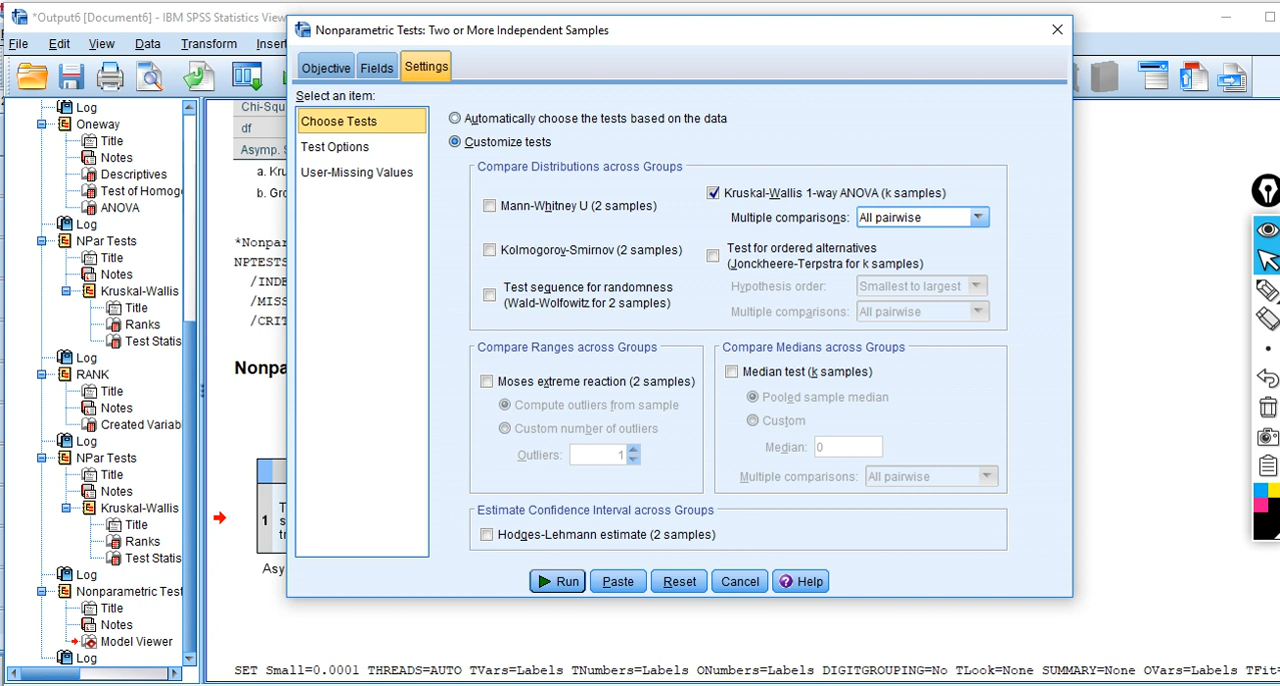 *Output6 [Document6] - IBM SPSS Statistics View
File Edit View Data Transform Insert
Log
Oneway
Title
Notes
Descriptives
Test of Homog
ANOVA
Log
NPar Tests
Title
Notes
Kruskal-Wallis
Title
Ranks
Test Statis
Log
RANK
Title
Notes
Created Variab
Log
NPar Tests
Title
Notes
Kruskal-Wallis
Title
Ranks
Test Statis
Log
Nonparametric Test
Title
Notes
Model Viewer
Log
Chi-Squ
df
Asymp. S
a. Kru
b. Gro
*Nonpar
NPTESTS
/INDE
/MISS
/CRIT
Nonpa
1
T
s
tr
Asy
SET Small=0.0001 THREADS=AUTO TVars=Labels TNumbers=Labels ONumbers=Labels DIGITGROUPING=No TLook=None SUMMARY=None OVars=Labels TFit=
Nonparametric Tests: Two or More Independent Samples
Objective Fields Settings
Select an item:
Choose Tests
Test Options
User-Missing Values
Automatically choose the tests based on the data
Customize tests
Compare Distributions across Groups
Mann-Whitney U (2 samples)
Kolmogorov-Smirnov (2 samples)
Test sequence for randomness
(Wald-Wolfowitz for 2 samples)
Kruskal-Wallis 1-way ANOVA (k samples)
Multiple comparisons: All pairwise
Test for ordered alternatives
(Jonckheere-Terpstra for k samples)
Hypothesis order: Smallest to largest
Multiple comparisons: All pairwise
Compare Ranges across Groups
Moses extreme reaction (2 samples)
Compute outliers from sample
Custom number of outliers
Outliers: 1
Compare Medians across Groups
Median test (k samples)
Pooled sample median
Custom
Median: 0
Multiple comparisons: All pairwise
Estimate Confidence Interval across Groups
Hodges-Lehmann estimate (2 samples)
Run Paste Reset Cancel Help